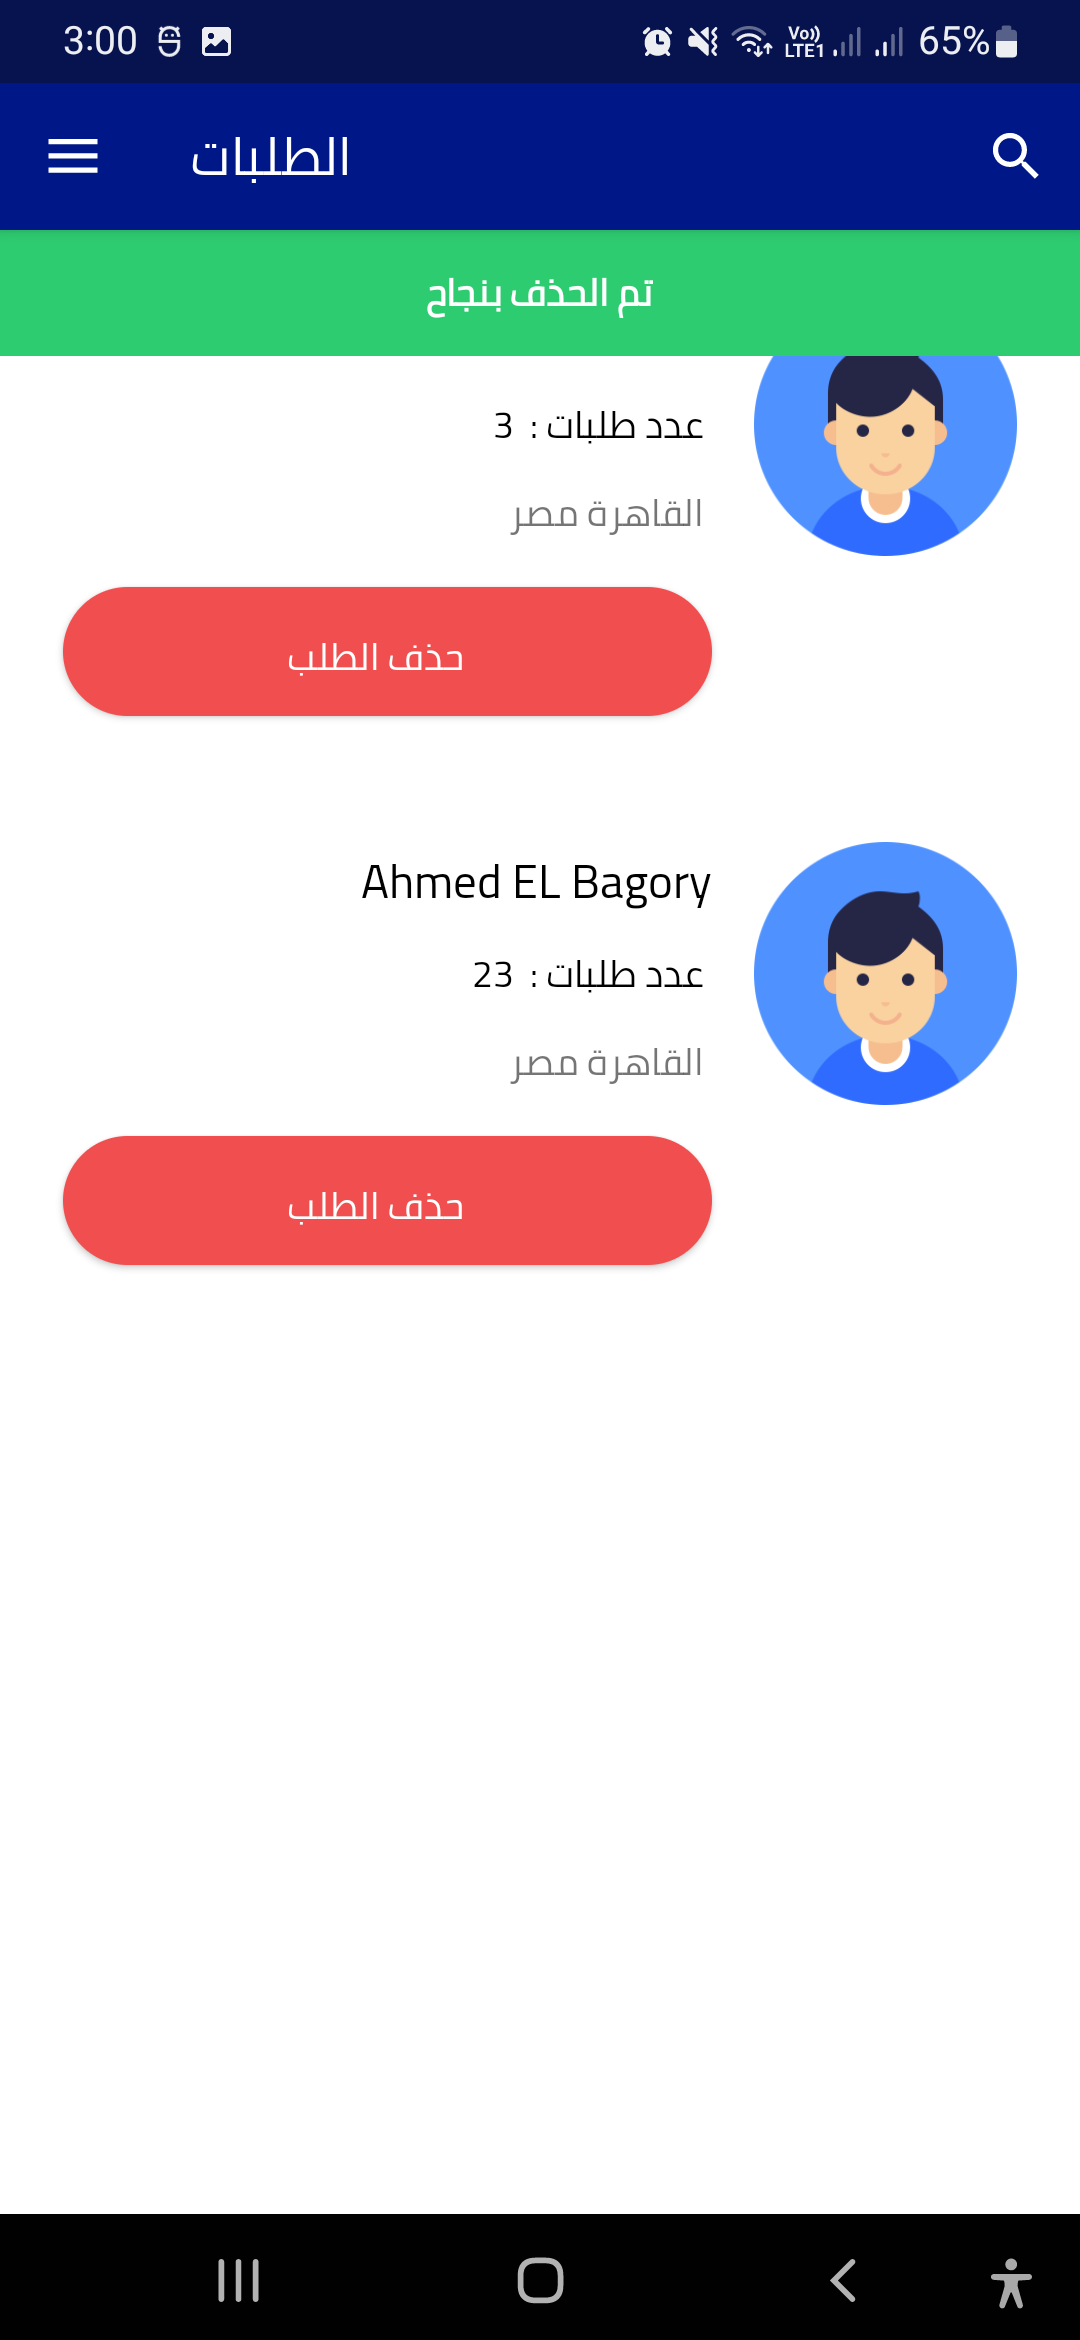 3:00
Vo)) LTE1 65%
الطلبات
تم الحذف بنجاح
عدد طلبات : 3
القاهرة مصر
حذف الطلب
Ahmed EL Bagory
عدد طلبات : 23
القاهرة مصر
حذف الطلب